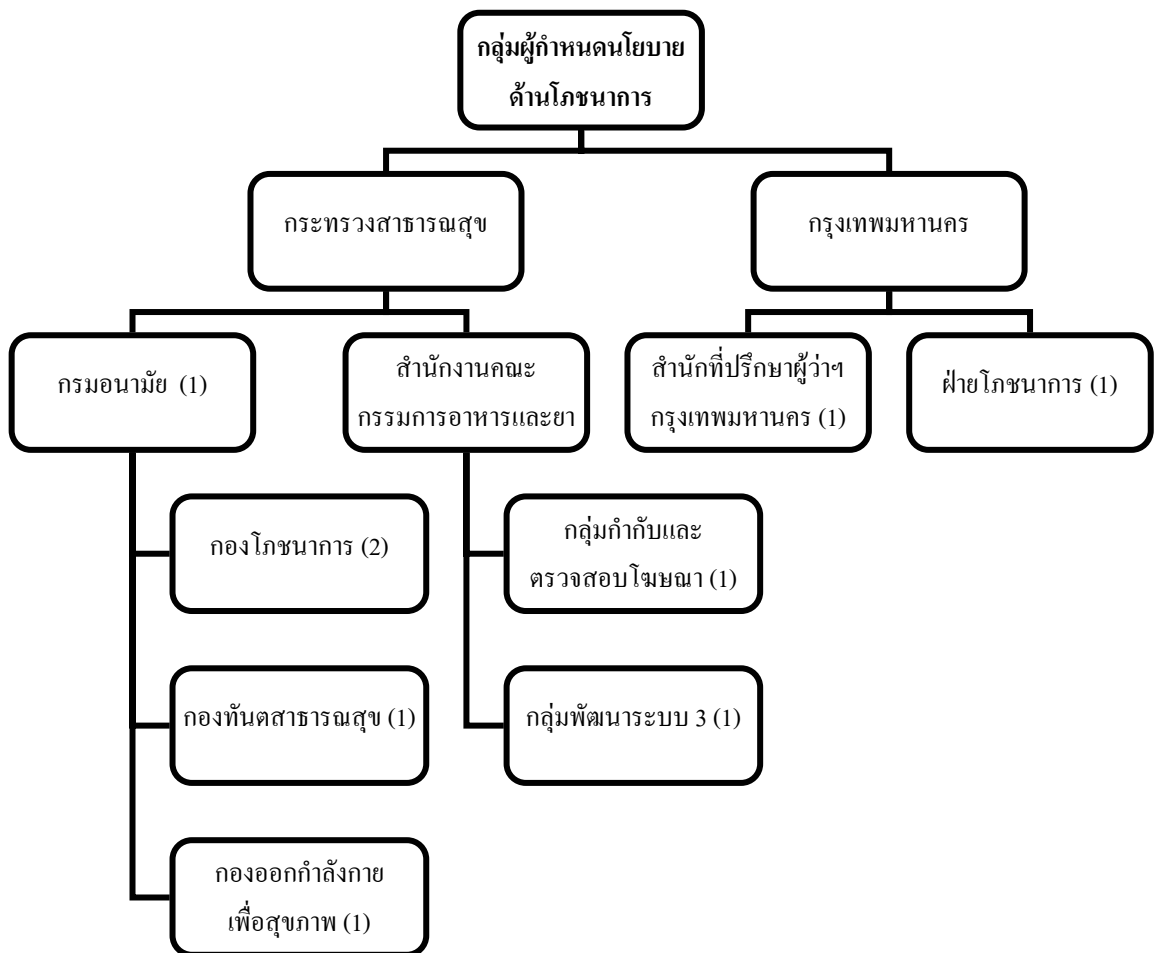 กลุ่มผู้กำหนดนโยบาย
ด้านโภชนาการ
กระทรวงสาธารณสุข
กรุงเทพมหานคร
กรมอนามัย (1)
สำนักงานคณะ
กรรมการอาหารและยา
สำนักที่ปรึกษาผู้ว่าฯ
กรุงเทพมหานคร (1)
ฝ่ายโภชนาการ (1)
กองโภชนาการ (2)
กลุ่มกำกับและ
ตรวจสอบโฆษณา (1)
กองทันตสาธารณสุข (1)
กลุ่มพัฒนาระบบ 3 (1)
กองออกกำลังกาย
เพื่อสุขภาพ (1)